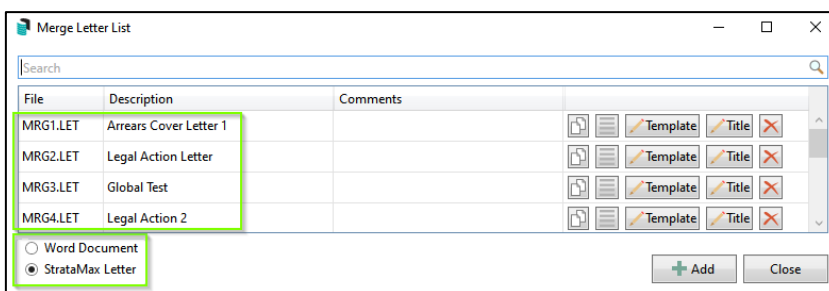 Merge Letter List
Search
File Description Comments
MRG1.LET Arrears Cover Letter 1 Template Title
MRG2.LET Legal Action Letter Template Title
MRG3.LET Global Test Template Title
MRG4.LET Legal Action 2 Template Title
Word Document
StrataMax Letter
Add Close